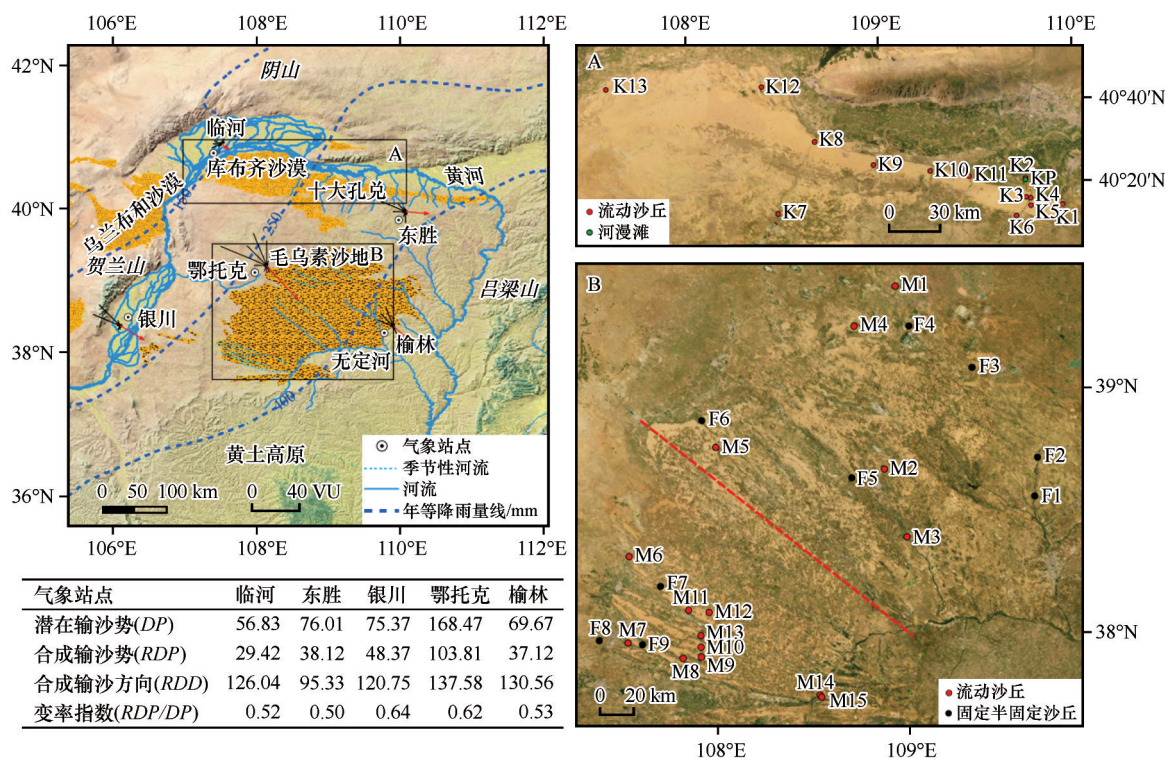 106°E 108°E 110°E 112°E
42°N
40°N
38°N
36°N
阴山
临河
A
库布齐沙漠
黄河
十大孔兑
乌兰布和沙漠
250
东胜
贺兰山
毛乌素沙地B
鄂托克
吕梁山
银川
榆林
无定河
400
黄土高原
气象站点
季节性河流
河流
年等降雨量线/mm
0 50 100 km
0 40 VU
106°E 108°E 110°E 112°E
气象站点 临河 东胜 银川 鄂托克 榆林
潜在输沙势(DP) 56.83 76.01 75.37 168.47 69.67
合成输沙势(RDP) 29.42 38.12 48.37 103.81 37.12
合成输沙方向(RDD) 126.04 95.33 120.75 137.58 130.56
变率指数(RDP/DP) 0.52 0.50 0.64 0.62 0.53
108°E 109°E 110°E
A
K13
K12
40°40′N
K8
K9
K10
K11
K2
KP
40°20′N
K3
K4
K5
K1
K6
K7
流动沙丘
河漫滩
0 30 km
B
M1
M4
F4
F3
39°N
F6
M5
M2
F5
F2
F1
M3
M6
F7
M11
M12
M13
M10
M9
M8
F8
M7
F9
38°N
M14
M15
0 20 km
流动沙丘
固定半固定沙丘
108°E 109°E